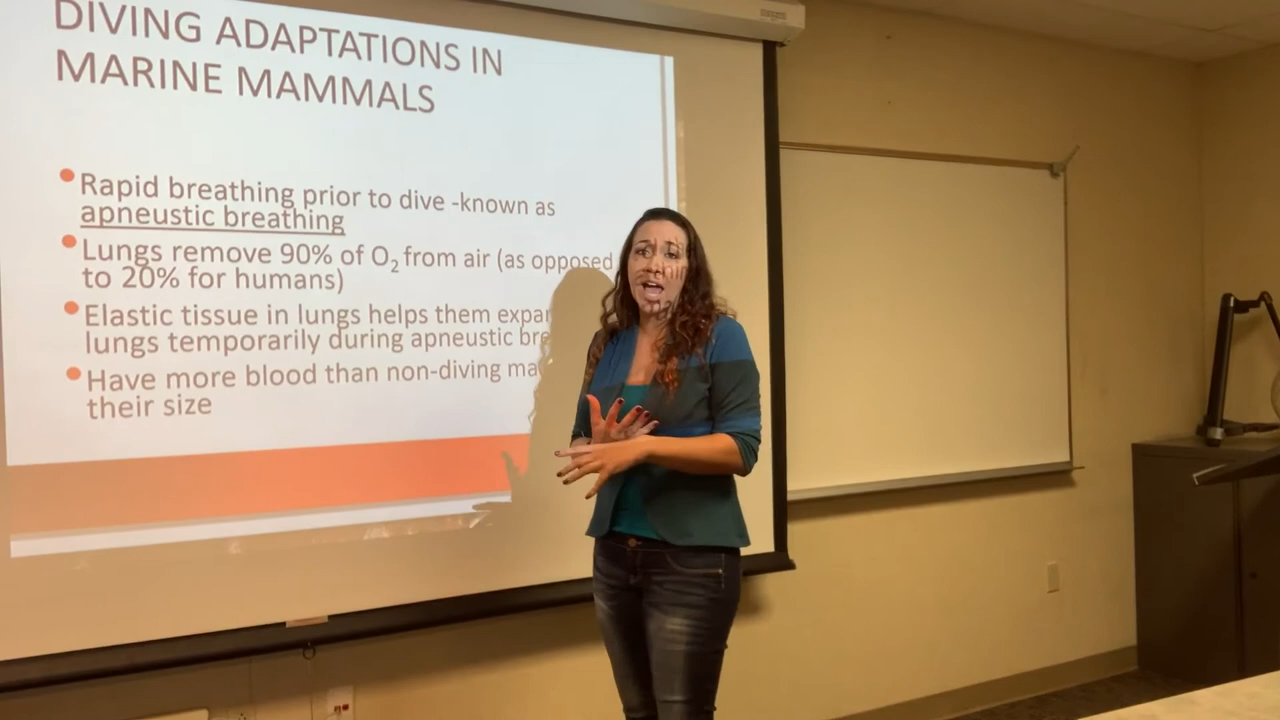 DIVING ADAPTATIONS IN
MARINE MAMMALS
Rapid breathing prior to dive -known as
apneustic breathing
Lungs remove 90% of O₂ from air (as opposed
to 20% for humans)
Elastic tissue in lungs helps them
lungs temporarily during apneustic
Have more blood than non-diving
their size